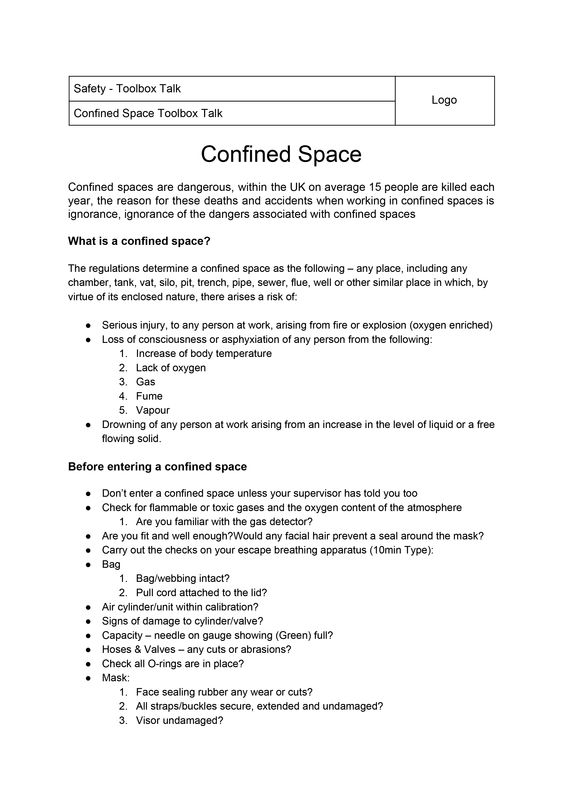 Safety - Toolbox Talk
Logo
Confined Space Toolbox Talk
Confined Space
Confined spaces are dangerous, within the UK on average 15 people are killed each
year, the reason for these deaths and accidents when working in confined spaces is
ignorance, ignorance of the dangers associated with confined spaces
What is a confined space?
The regulations determine a confined space as the following – any place, including any
chamber, tank, vat, silo, pit, trench, pipe, sewer, flue, well or other similar place in which, by
virtue of its enclosed nature, there arises a risk of:
● Serious injury, to any person at work, arising from fire or explosion (oxygen enriched)
● Loss of consciousness or asphyxiation of any person from the following:
1. Increase of body temperature
2. Lack of oxygen
3. Gas
4. Fume
5. Vapour
● Drowning of any person at work arising from an increase in the level of liquid or a free
flowing solid.
Before entering a confined space
● Don’t enter a confined space unless your supervisor has told you too
● Check for flammable or toxic gases and the oxygen content of the atmosphere
1. Are you familiar with the gas detector?
● Are you fit and well enough?Would any facial hair prevent a seal around the mask?
● Carry out the checks on your escape breathing apparatus (10min Type):
● Bag
1. Bag/webbing intact?
2. Pull cord attached to the lid?
● Air cylinder/unit within calibration?
● Signs of damage to cylinder/valve?
● Capacity – needle on gauge showing (Green) full?
● Hoses & Valves – any cuts or abrasions?
● Check all O-rings are in place?
● Mask:
1. Face sealing rubber any wear or cuts?
2. All straps/buckles secure, extended and undamaged?
3. Visor undamaged?